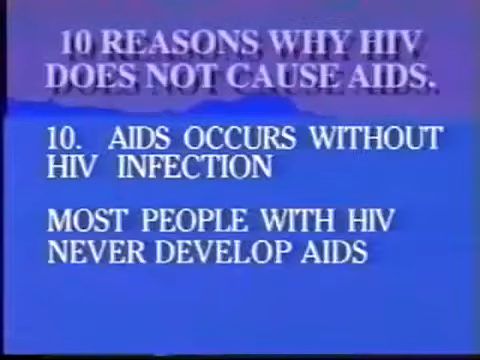 10 REASONS WHY HIV
DOES NOT CAUSE AIDS.
10. AIDS OCCURS WITHOUT
HIV INFECTION
MOST PEOPLE WITH HIV
NEVER DEVELOP AIDS